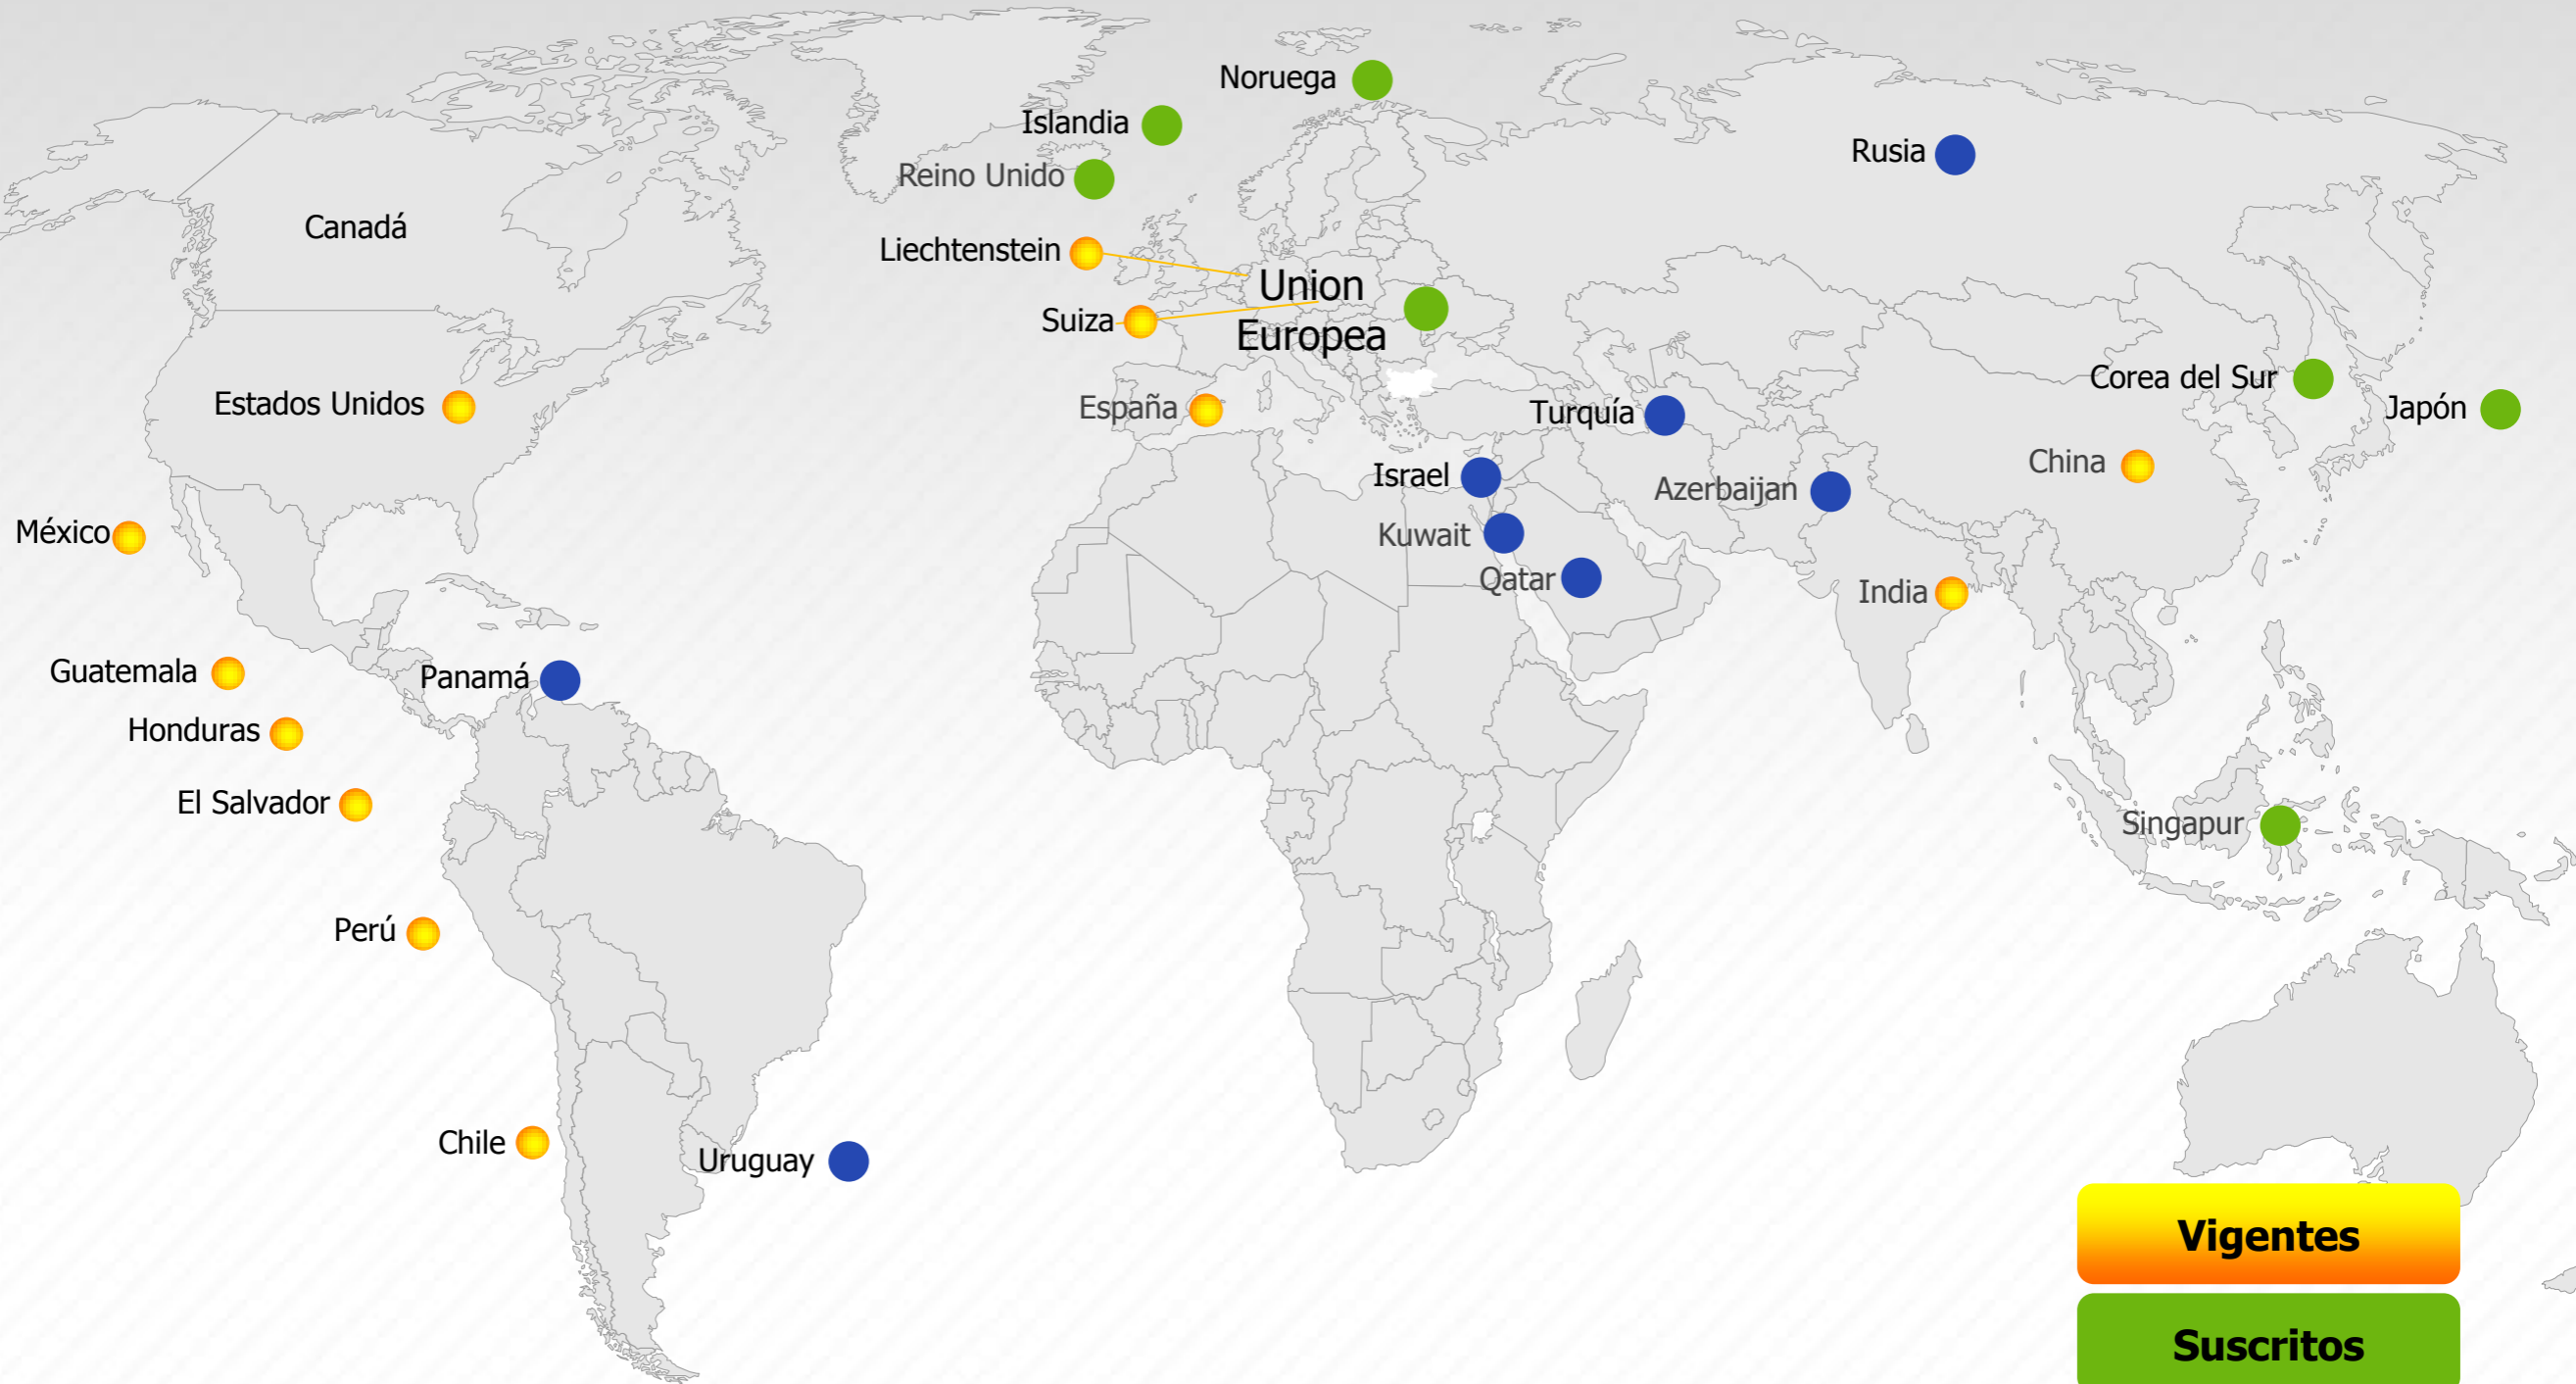 Noruega
Islandia
Rusia
Reino Unido
Canadá
Liechtenstein
Union
Europea
Suiza
Corea del Sur
Estados Unidos
España
Turquía
Japón
China
Israel
Azerbaijan
México
Kuwait
Qatar
India
Guatemala
Panamá
Honduras
El Salvador
Singapur
Perú
Chile
Uruguay
Vigentes
Suscritos